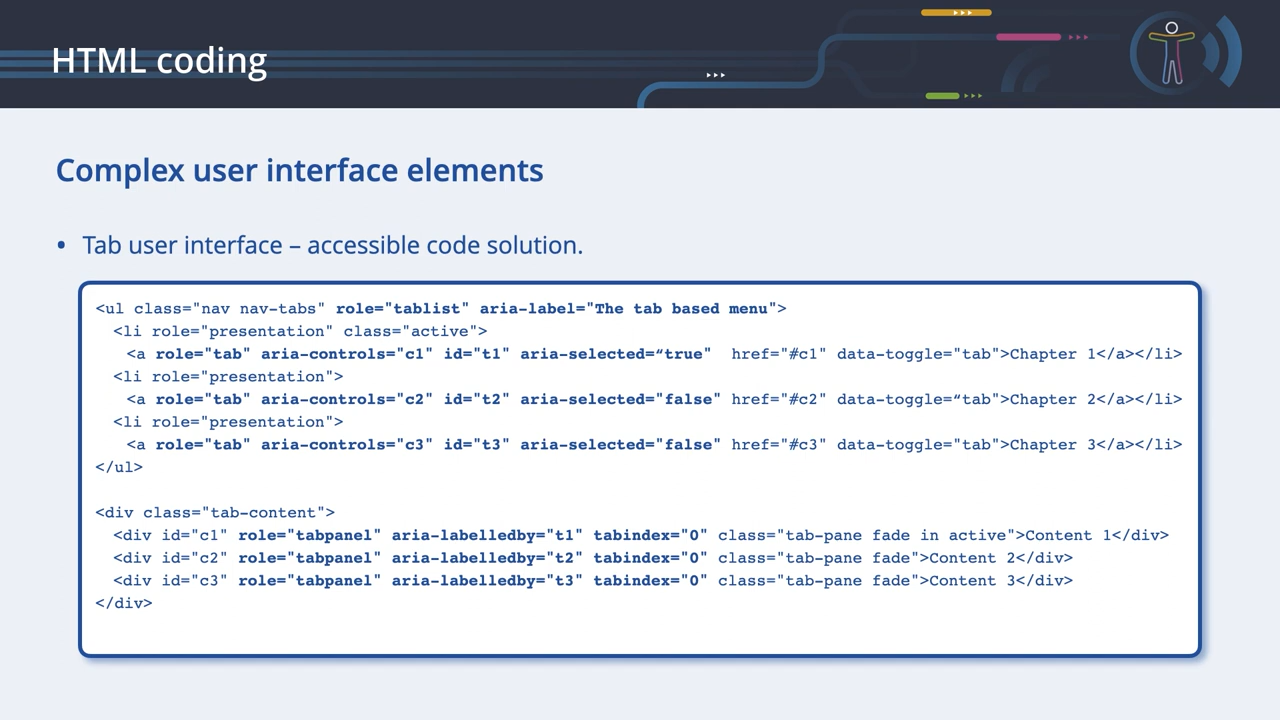 HTML coding
Complex user interface elements
• Tab user interface – accessible code solution.
<ul class="nav nav-tabs" role="tablist" aria-label="The tab based menu">
<li role="presentation" class="active">
<a role="tab" aria-controls="c1" id="t1" aria-selected=“true" href="#c1" data-toggle="tab">Chapter 1</a></li>
<li role="presentation">
<a role="tab" aria-controls="c2" id="t2" aria-selected="false" href="#c2" data-toggle=“tab">Chapter 2</a></li>
<li role="presentation">
<a role="tab" aria-controls="c3" id="t3" aria-selected="false" href="#c3" data-toggle="tab">Chapter 3</a></li>
</ul>
<div class="tab-content">
<div id="c1" role="tabpanel" aria-labelledby="t1" tabindex="0" class="tab-pane fade in active">Content 1</div>
<div id="c2" role="tabpanel" aria-labelledby="t2" tabindex="0" class="tab-pane fade">Content 2</div>
<div id="c3" role="tabpanel" aria-labelledby="t3" tabindex="0" class="tab-pane fade">Content 3</div>
</div>